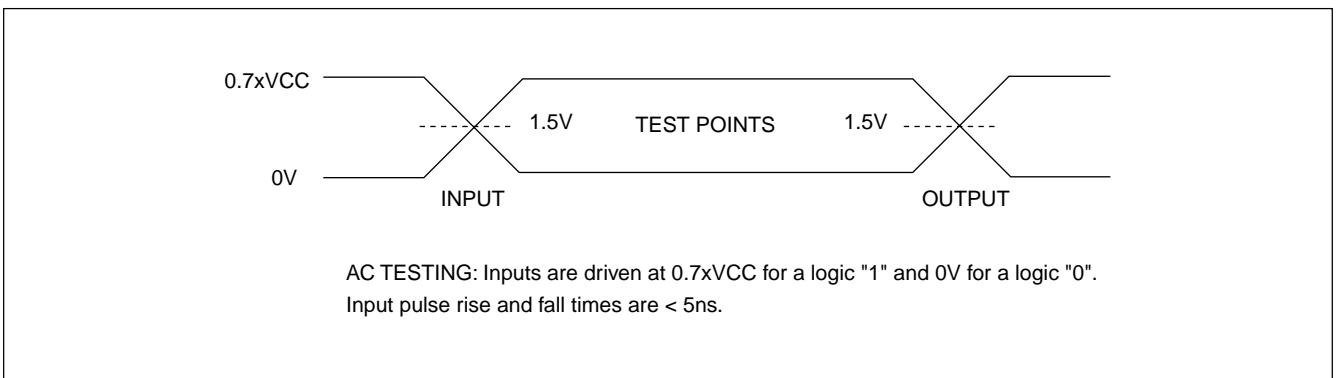 0.7xVCC
1.5V TEST POINTS 1.5V
0V
INPUT OUTPUT
AC TESTING: Inputs are driven at 0.7xVCC for a logic "1" and 0V for a logic "0".
Input pulse rise and fall times are < 5ns.